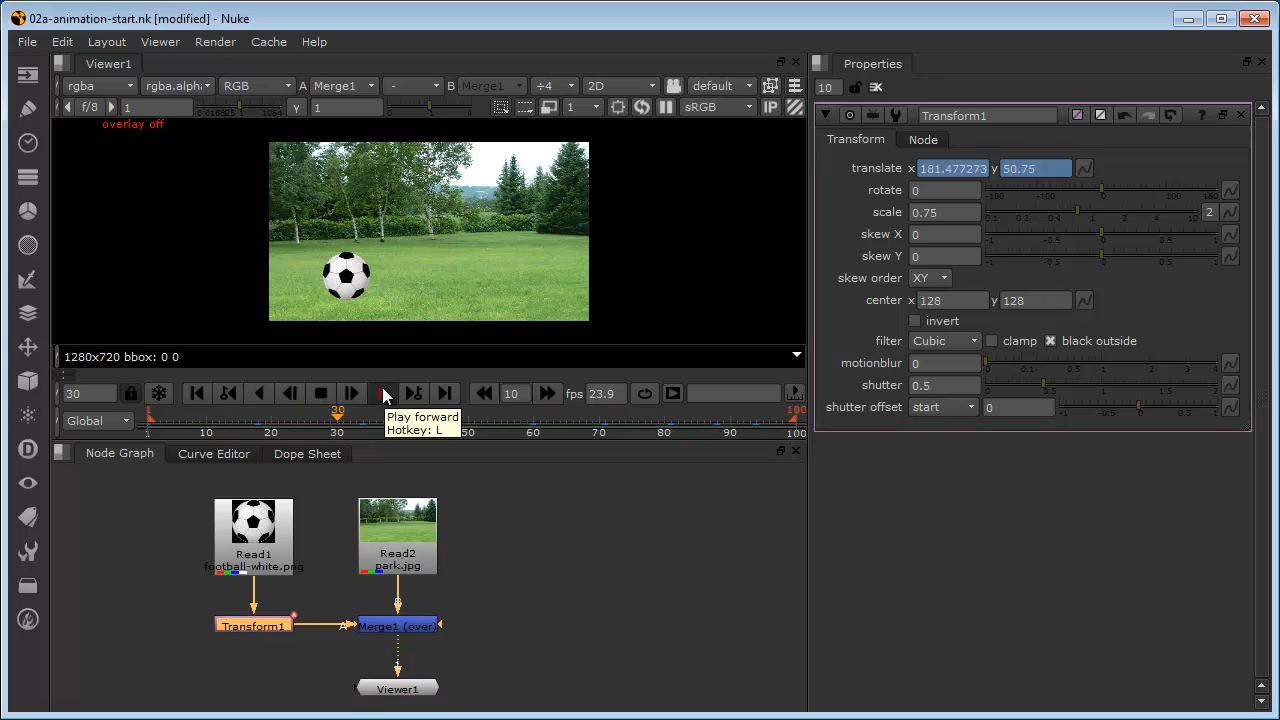 02a-animation-start.nk [modified] - Nuke
File Edit Layout Viewer Render Cache Help
Viewer1
Properties
rgba rgba.alpha RGB A Merge1 - B Merge1 ÷4 2D default
10
f/8 1 Y 1 1 sRGB IP
overlay off
Transform1
Transform Node
translate x 181.477273 y 50.75
rotate 0
scale 0.75 2
skew X 0
skew Y 0
skew order XY
center x 128 y 128
invert
filter Cubic clamp black outside
motionblur 0
shutter 0.5
shutter offset start 0
1280x720 bbox: 0 0
30 10 fps 23.9
Global 1 30 100
1 10 20 30 50 60 70 80 90 100
Play forward
Hotkey: L
Node Graph Curve Editor Dope Sheet
Read1
football-white.png
Read2
park.jpg
Transform1
A
B
Merge1 (over)
Viewer1